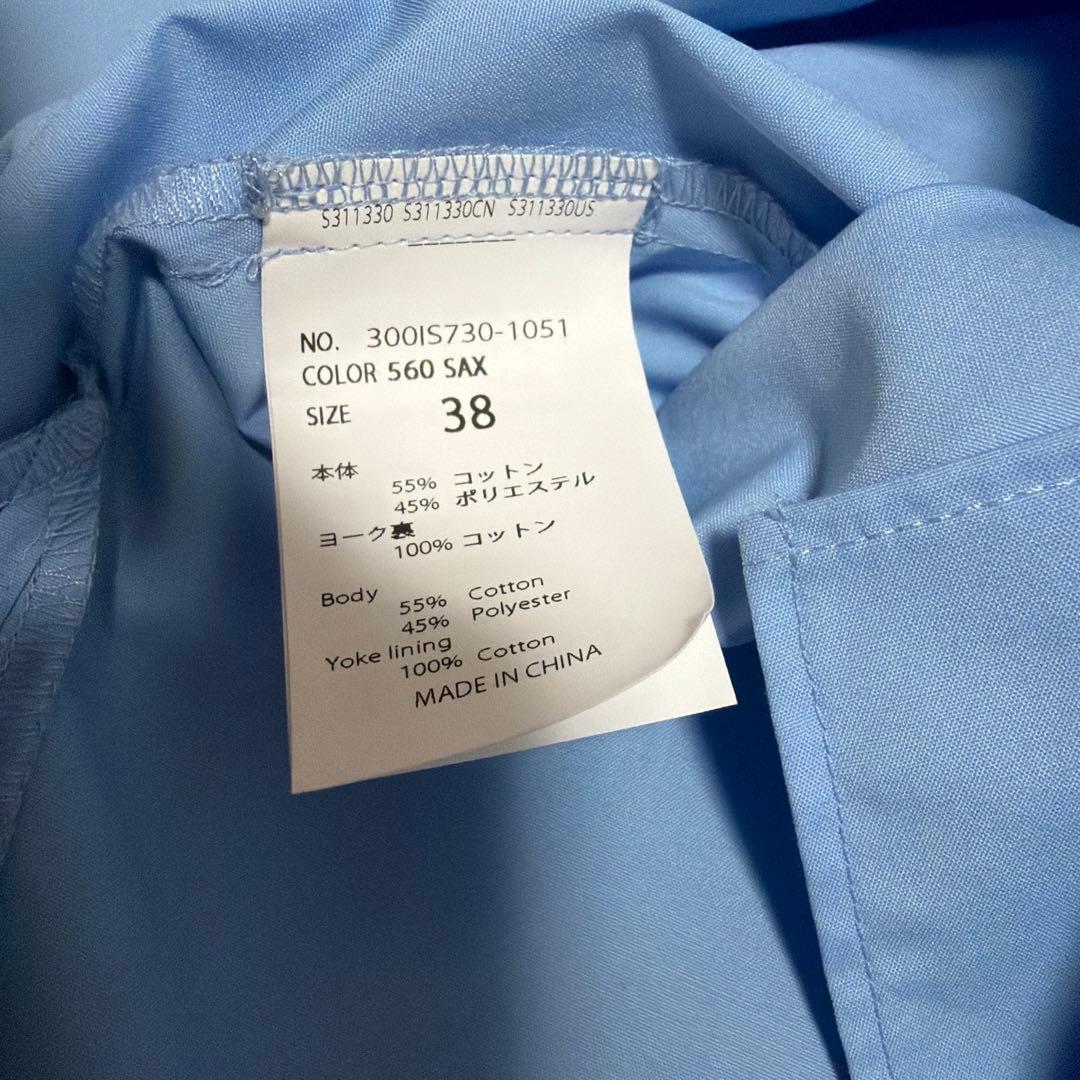 S311330 S311330CN S311330US
NO. 300IS730-1051
COLOR 560 SAX
SIZE 38
本体
55% コットン
45% ポリエステル
ヨーク裏
100% コットン
Body
55% Cotton
45% Polyester
Yoke lining
100% Cotton
MADE IN CHINA